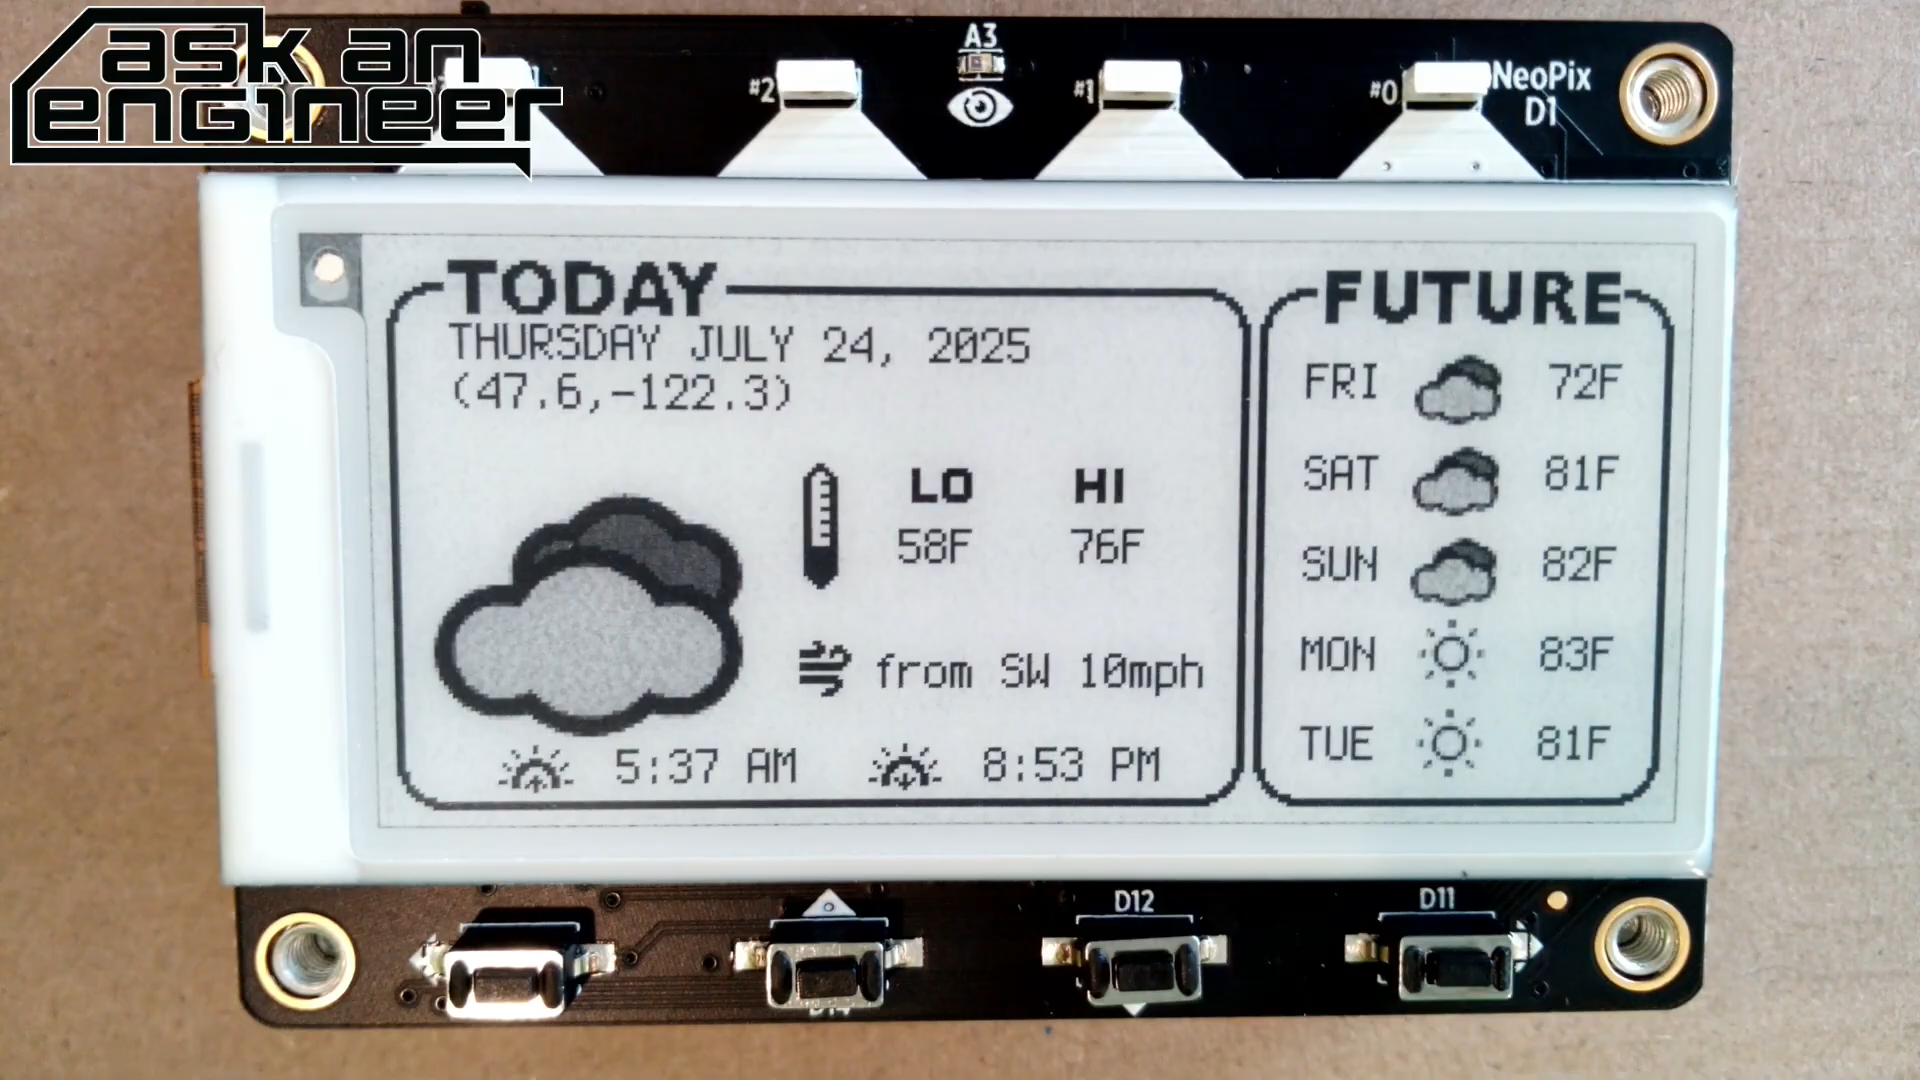 ask an
engineer
A3
#2
#1
#0
NeoPix
D1
TODAY
THURSDAY JULY 24, 2025
(47.6,-122.3)
LO HI
58F 76F
from SW 10mph
5:37 AM 8:53 PM
FUTURE
FRI 72F
SAT 81F
SUN 82F
MON 83F
TUE 81F
D12
D11